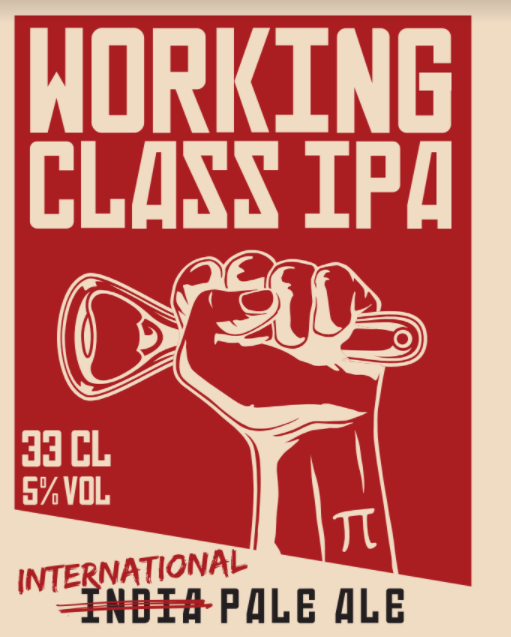 WORKING
CLASS IPA
33 CL
5% VOL
π
INTERNATIONAL
INDIA PALE ALE